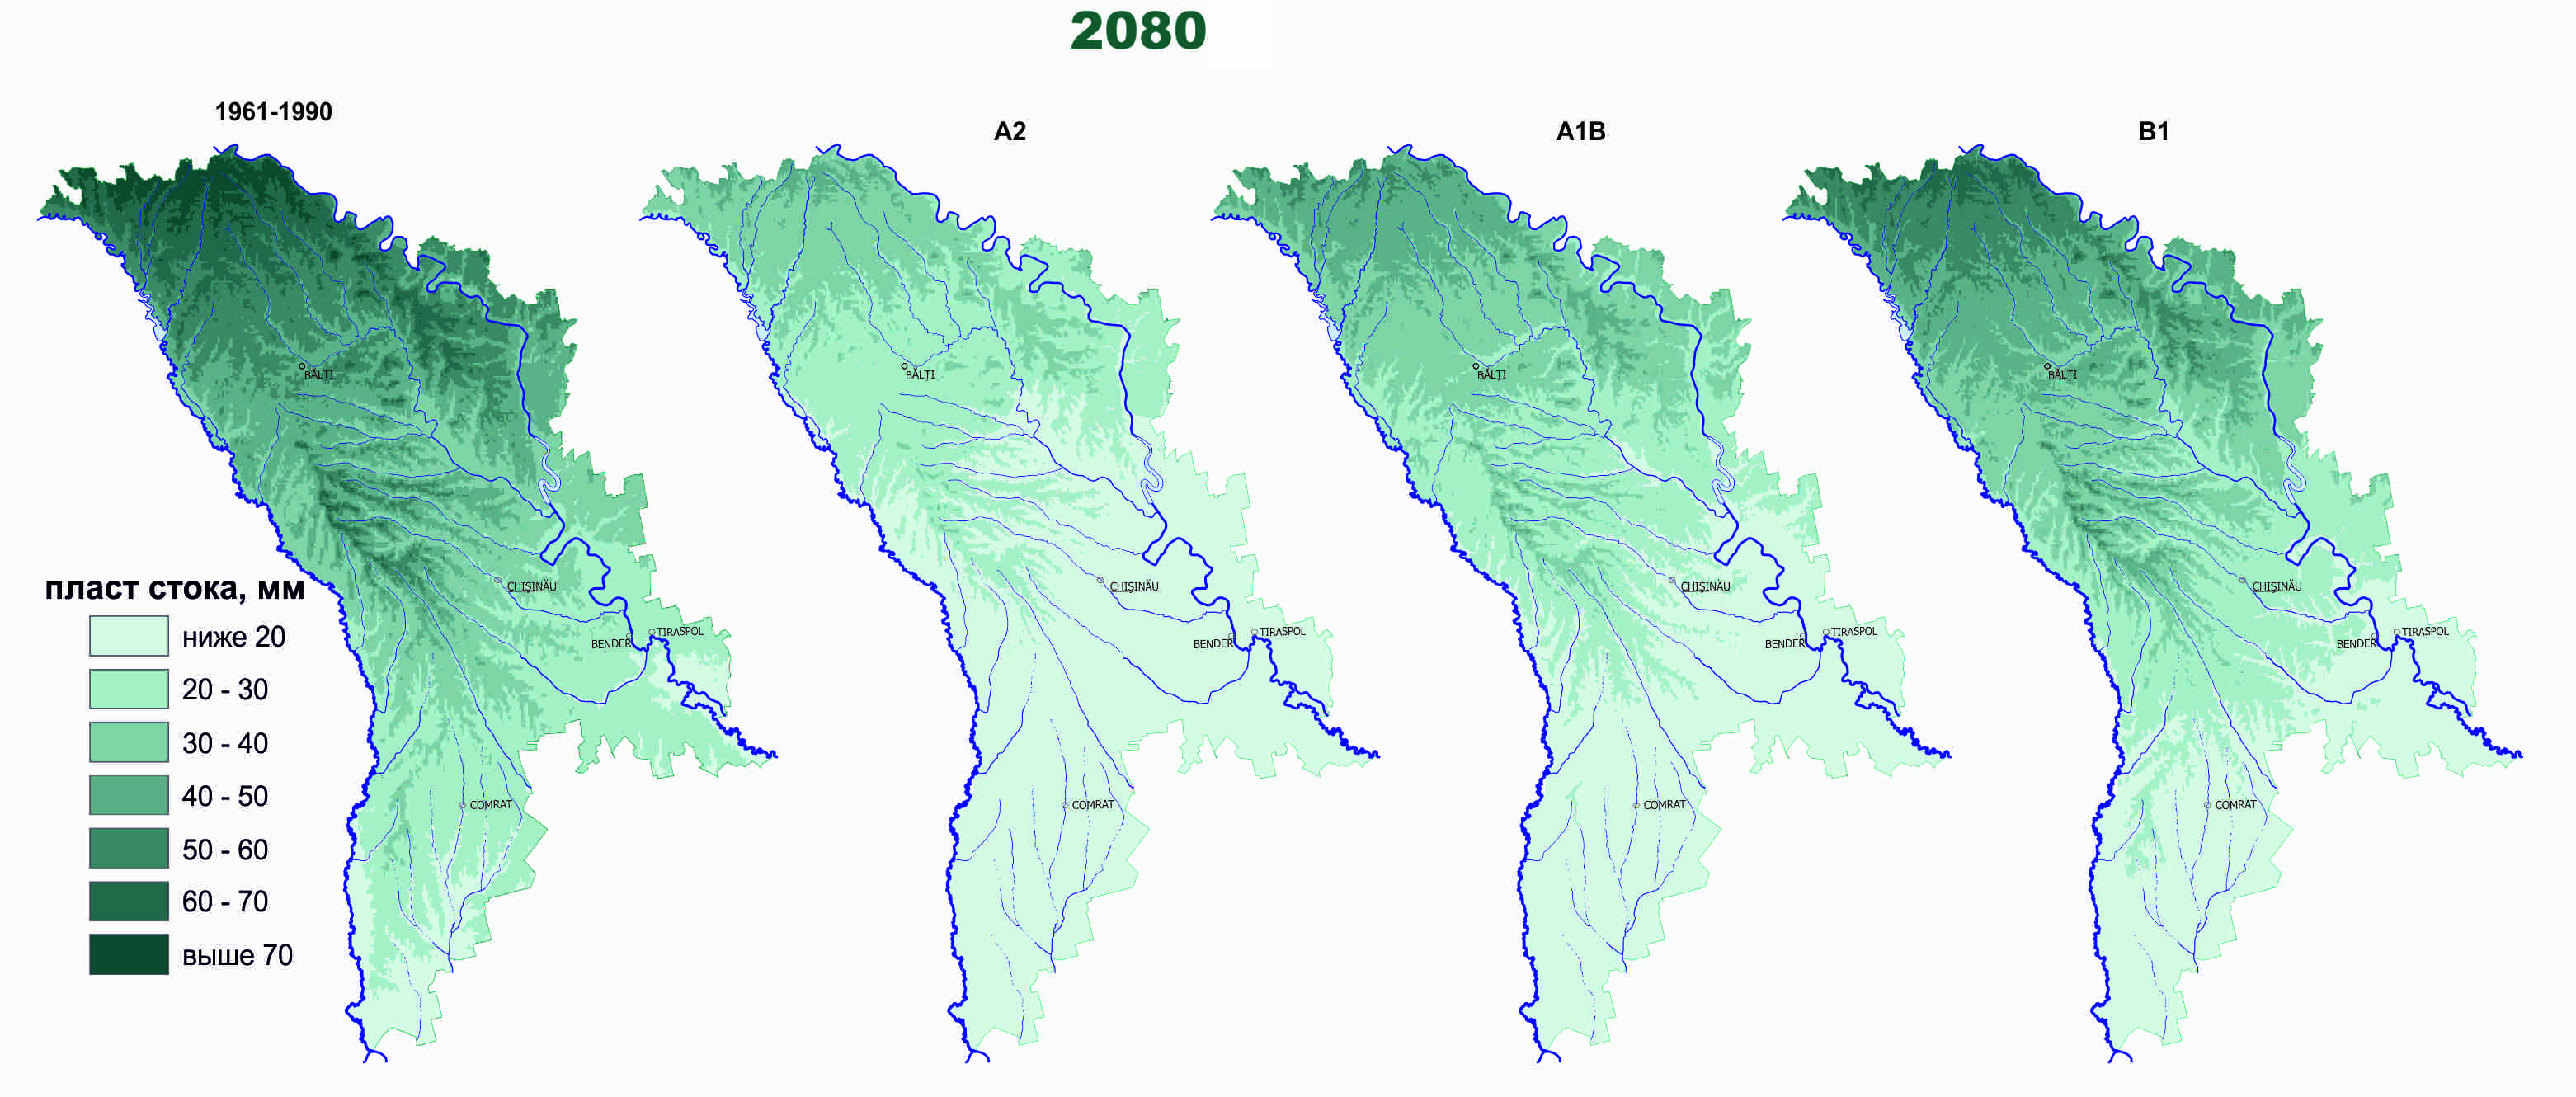 2080
1961-1990
A2
A1B
B1
BĂLȚI
CHIȘINĂU
BENDER
TIRASPOL
COMRAT
BĂLȚI
CHIȘINĂU
BENDER
TIRASPOL
COMRAT
BĂLȚI
CHIȘINĂU
BENDER
TIRASPOL
COMRAT
BĂLȚI
CHIȘINĂU
BENDER
TIRASPOL
COMRAT
пласт стока, мм
ниже 20
20 - 30
30 - 40
40 - 50
50 - 60
60 - 70
выше 70